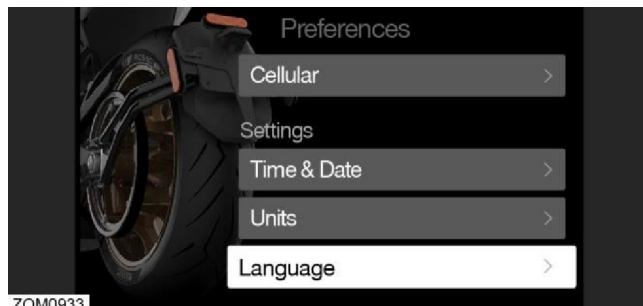 Preferences
Cellular
Settings
Time & Date
Units
Language
ZOM0933